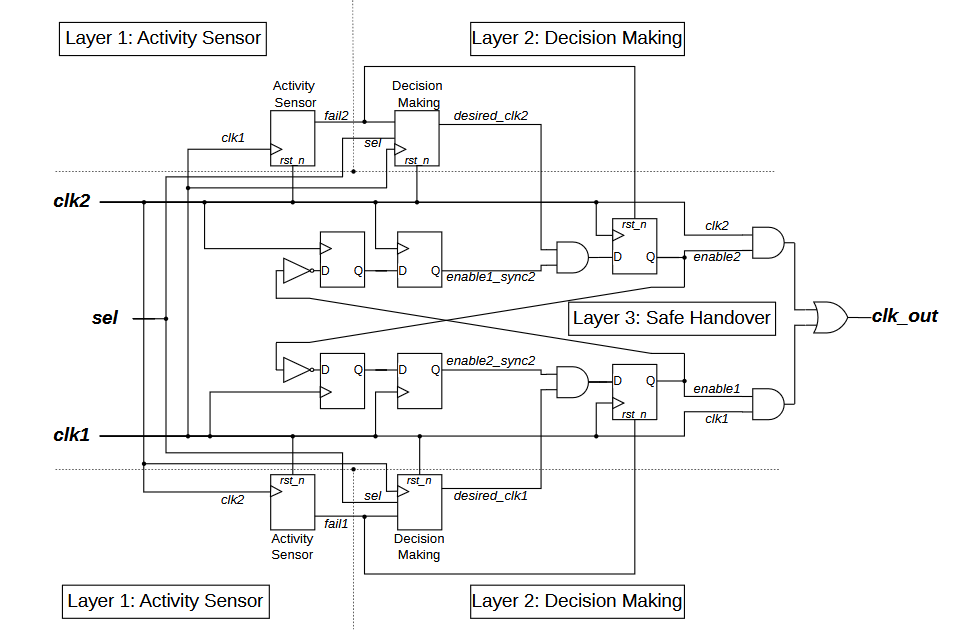 Layer 1: Activity Sensor
Layer 2: Decision Making
Activity
Sensor
Decision
Making
fail2
desired_clk2
clk1
sel
rst_n
rst_n
clk2
rst_n
clk2
D
Q
D
Q
D
Q
enable2
enable1_sync2
sel
Layer 3: Safe Handover
clk_out
enable2_sync2
D
Q
D
Q
D
Q
enable1
rst_n
clk1
clk1
rst_n
rst_n
clk2
sel
desired_clk1
fail1
Activity
Sensor
Decision
Making
Layer 1: Activity Sensor
Layer 2: Decision Making